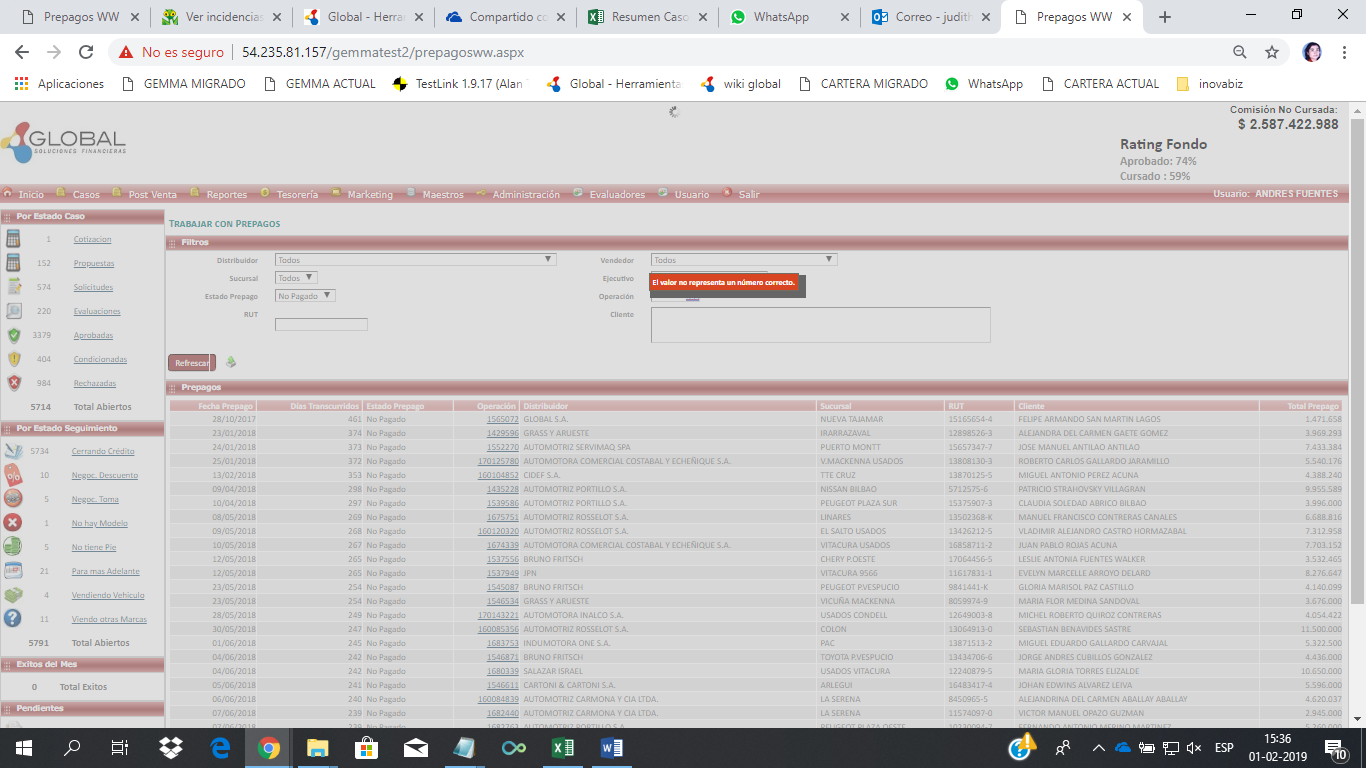 Prepagos WW
Ver incidencias
Global - Herra
Compartido co
Resumen Caso
WhatsApp
Correo - judith
Prepagos WW
No es seguro
54.235.81.157/gemmatest2/prepagosww.aspx
Aplicaciones
GEMMA MIGRADO
GEMMA ACTUAL
TestLink 1.9.17 (Alan
Global - Herramienta
wiki global
CARTERA MIGRADO
WhatsApp
CARTERA ACTUAL
inovabiz
Comisión No Cursada:
$ 2.587.422.988
GLOBAL
SOLUCIONES FINANCIERAS
Rating Fondo
Aprobado: 74%
Cursado : 59%
Inicio Casos Post Venta Reportes Tesorería Marketing Maestros Administración Evaluadores Usuario Salir
Usuario: ANDRES FUENTES
Por Estado Caso
1 Cotizacion
152 Propuestas
574 Solicitudes
220 Evaluaciones
3379 Aprobadas
404 Condicionadas
984 Rechazadas
5714 Total Abiertos
Por Estado Seguimiento
5734 Cerrando Crédito
10 Negoc. Descuento
5 Negoc. Toma
1 No hay Modelo
5 No tiene Pie
21 Para mas Adelante
4 Vendiendo Vehículo
11 Viendo otras Marcas
5791 Total Abiertos
Exitos del Mes
0 Total Exitos
Pendientes
TRABAJAR CON PREPAGOS
Filtros
Distribuidor Todos Vendedor Todos
Sucursal Todos Ejecutivo
El valor no representa un número correcto.
Estado Prepago No Pagado Operación
RUT Cliente
Refrescar
Prepagos
Fecha Prepago Días Transcurridos Estado Prepago Operación Distribuidor Sucursal RUT Cliente Total Prepago
28/10/2017 461 No Pagado 1565072 GLOBAL S.A. NUEVA TAJAMAR 15165654-4 FELIPE ARMANDO SAN MARTIN LAGOS 1.471.658
23/01/2018 374 No Pagado 1429596 GRASS Y ARUESTE IRARRAZAVAL 12898526-3 ALEJANDRA DEL CARMEN GAETE GOMEZ 3.969.293
24/01/2018 373 No Pagado 1552270 AUTOMOTRIZ SERVIMAQ SPA PUERTO MONTT 15657347-7 JOSE MANUEL ANTILAO ANTILAO 7.433.384
25/01/2018 372 No Pagado 170125780 AUTOMOTORA COMERCIAL COSTABAL Y ECHEÑIQUE S.A. V.MACKENNA USADOS 13808130-3 ROBERTO CARLOS GALLARDO JARAMILLO 5.540.176
13/02/2018 353 No Pagado 160104852 CIDEF S.A. TTE CRUZ 13870125-5 MIGUEL ANTONIO PEREZ ACUNA 4.388.240
09/04/2018 298 No Pagado 1435228 AUTOMOTRIZ PORTILLO S.A. NISSAN BILBAO 5712575-6 PATRICIO STRAHOVSKY VILLAGRAN 9.955.589
10/04/2018 297 No Pagado 1539586 AUTOMOTRIZ PORTILLO S.A. PEUGEOT PLAZA SUR 15375907-3 CLAUDIA SOLEDAD ABRICO BILBAO 3.996.000
08/05/2018 269 No Pagado 1675751 AUTOMOTRIZ ROSSELOT S.A. LINARES 13502368-K MANUEL FRANCISCO CONTRERAS CANALES 6.688.816
09/05/2018 268 No Pagado 160120320 AUTOMOTRIZ ROSSELOT S.A. EL SALTO USADOS 13426212-5 VLADIMIR ALEJANDRO CASTRO HORMAZABAL 7.312.958
10/05/2018 267 No Pagado 1674339 AUTOMOTORA COMERCIAL COSTABAL Y ECHEÑIQUE S.A. VITACURA USADOS 16858711-2 JUAN PABLO ROJAS ACUNA 7.703.152
12/05/2018 265 No Pagado 1537556 BRUNO FRITSCH CHERY P.OESTE 17064456-5 LESLIE ANTONIA FUENTES WALKER 3.532.465
12/05/2018 265 No Pagado 1537949 JPN VITACURA 9566 11617831-1 EVELYN MARCELLE ARROYO DELARD 8.276.647
23/05/2018 254 No Pagado 1545087 BRUNO FRITSCH PEUGEOT P.VESPUCIO 9841441-K GLORIA MARISOL PAZ CASTILLO 4.140.099
23/05/2018 254 No Pagado 1546534 GRASS Y ARUESTE VICUÑA MACKENNA 8059974-9 MARIA FLOR MEDINA SANDOVAL 3.676.000
28/05/2018 249 No Pagado 170143221 AUTOMOTORA INALCO S.A. USADOS CONDELL 12649003-8 MICHEL ROBERTO QUIROZ CONTRERAS 4.054.422
30/05/2018 247 No Pagado 160085356 AUTOMOTRIZ ROSSELOT S.A. COLON 13064913-0 SEBASTIAN BENAVIDES SASTRE 11.500.000
01/06/2018 245 No Pagado 1683753 INDUMOTORA ONE S.A. PAC 13871513-2 MIGUEL EDUARDO GALLARDO CARVAJAL 5.322.500
04/06/2018 242 No Pagado 1546871 BRUNO FRITSCH TOYOTA P.VESPUCIO 13434706-6 JORGE ANDRES CUBILLOS GONZALEZ 4.436.000
04/06/2018 242 No Pagado 1680339 SALAZAR ISRAEL USADOS VITACURA 12240879-5 MARIA GLORIA TORRES ELIZALDE 10.650.000
05/06/2018 241 No Pagado 1546611 CARTONI & CARTONI S.A. ARLEGUI 16483417-4 JOHAN EDWINS ALVAREZ LEIVA 5.596.000
06/06/2018 240 No Pagado 160084839 AUTOMOTRIZ CARMONA Y CIA LTDA. LA SERENA 8450965-5 ALEJANDRINA DEL CARMEN ABALLAY ABALLAY 4.620.037
07/06/2018 239 No Pagado 1682440 AUTOMOTRIZ CARMONA Y CIA LTDA. LA SERENA 11574097-0 VICTOR MANUEL OPAZO GUZMAN 2.945.000
ESP
15:36
01-02-2019
10